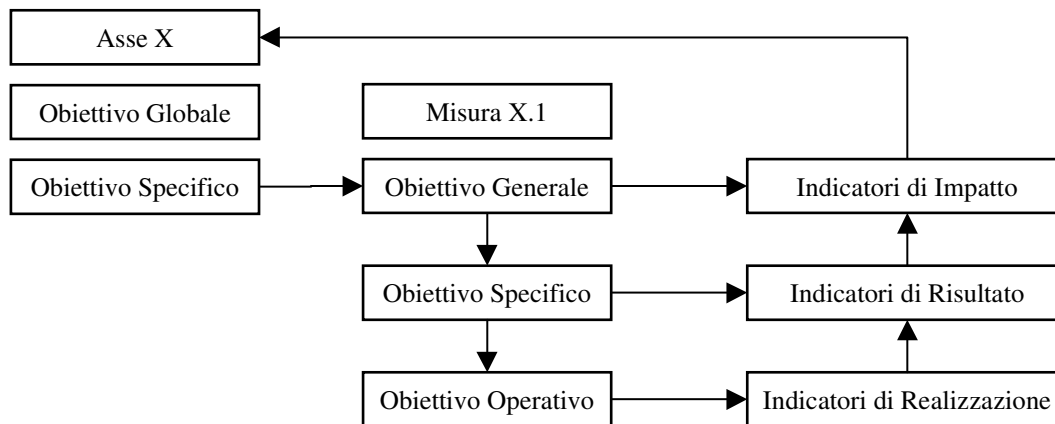 Asse X
Obiettivo Globale
Misura X.1
Obiettivo Specifico
Obiettivo Generale
Indicatori di Impatto
Obiettivo Specifico
Indicatori di Risultato
Obiettivo Operativo
Indicatori di Realizzazione